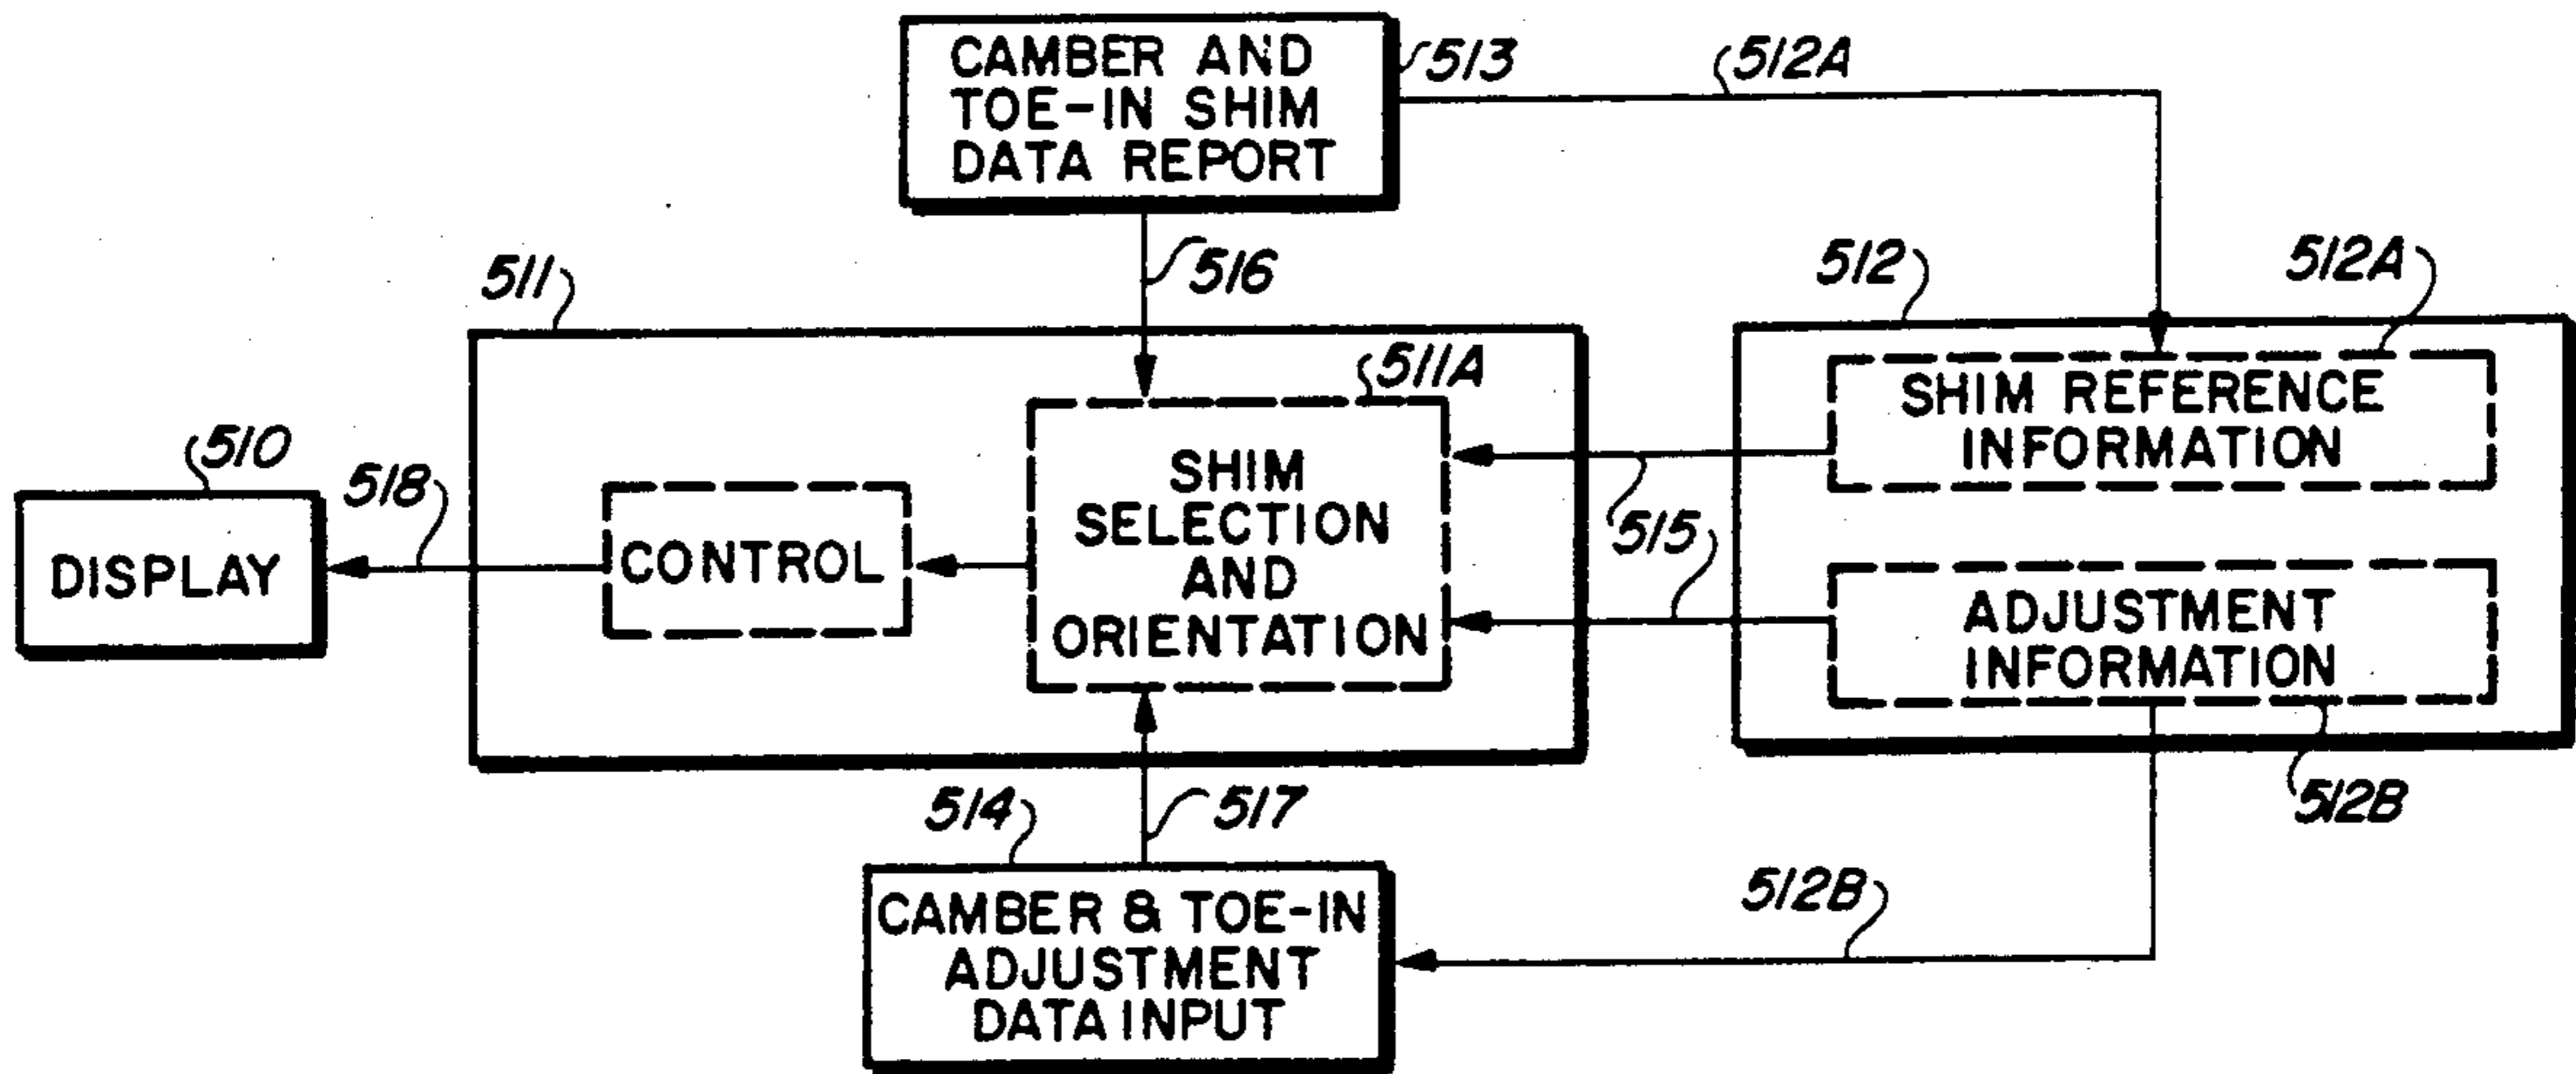 CAMBER AND
TOE-IN SHIM
DATA REPORT
513
512A
516
511
512
512A
511A
SHIM REFERENCE
INFORMATION
510
518
DISPLAY
CONTROL
SHIM
SELECTION
AND
ORIENTATION
515
ADJUSTMENT
INFORMATION
514
517
512B
512B
CAMBER & TOE-IN
ADJUSTMENT
DATA INPUT